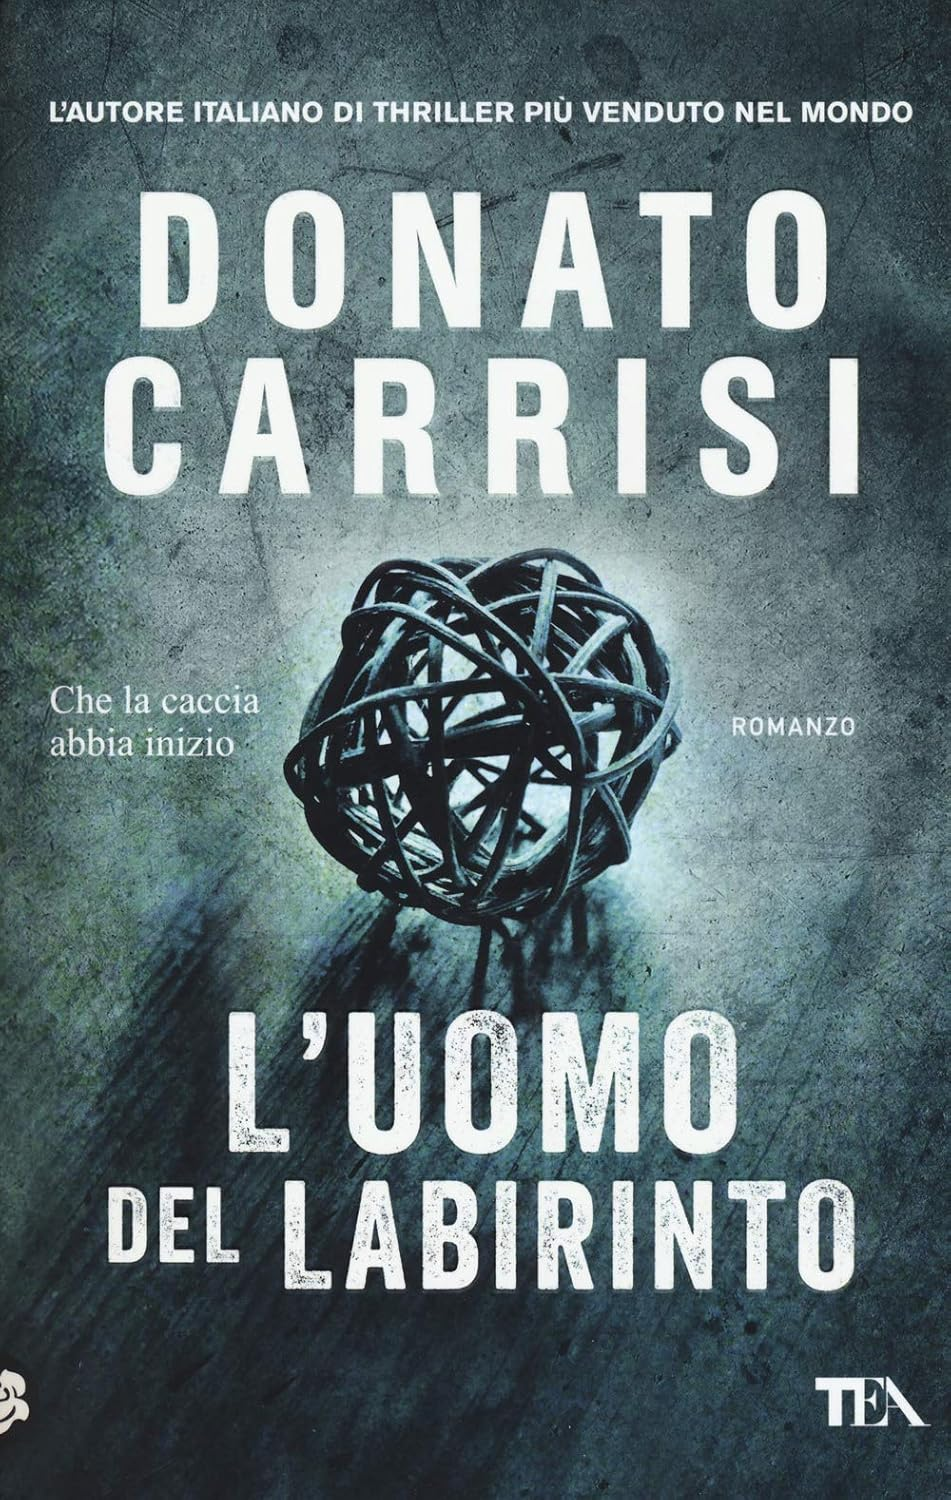 L'AUTORE ITALIANO DI THRILLER PIÙ VENDUTO NEL MONDO
DONATO
CARRISI
Che la caccia
abbia inizio
ROMANZO
L'UOMO
DEL LABIRINTO
TEA